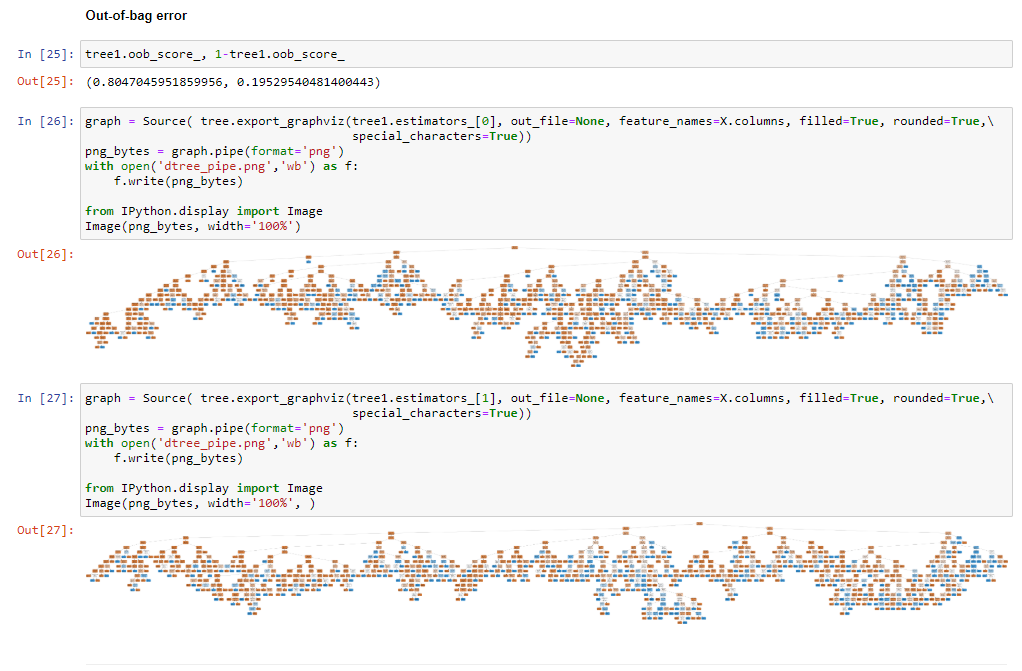 Out-of-bag error
In [25]: tree1.oob_score_, 1-tree1.oob_score_
Out[25]: (0.8047045951859956, 0.19529540481400443)
In [26]: graph = Source( tree.export_graphviz(tree1.estimators_[0], out_file=None, feature_names=X.columns, filled=True, rounded=True,\
special_characters=True))
png_bytes = graph.pipe(format='png')
with open('dtree_pipe.png','wb') as f:
f.write(png_bytes)
from IPython.display import Image
Image(png_bytes, width='100%')
Out[26]:
In [27]: graph = Source( tree.export_graphviz(tree1.estimators_[1], out_file=None, feature_names=X.columns, filled=True, rounded=True,\
special_characters=True))
png_bytes = graph.pipe(format='png')
with open('dtree_pipe.png','wb') as f:
f.write(png_bytes)
from IPython.display import Image
Image(png_bytes, width='100%', )
Out[27]: